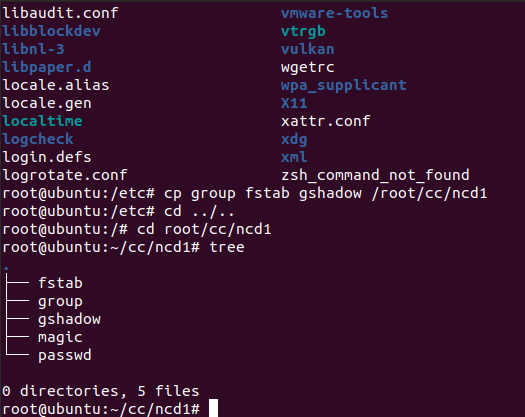 libaudit.conf vmware-tools
libblockdev vtrgb
libnl-3 vulkan
libpaper.d wgetrc
locale.alias wpa_supplicant
locale.gen X11
localtime xattr.conf
logcheck xdg
login.defs xml
logrotate.conf zsh_command_not_found
root@ubuntu:/etc# cp group fstab gshadow /root/cc/ncd1
root@ubuntu:/etc# cd ../..
root@ubuntu:/# cd root/cc/ncd1
root@ubuntu:~/cc/ncd1# tree
.
├── fstab
├── group
├── gshadow
├── magic
└── passwd
0 directories, 5 files
root@ubuntu:~/cc/ncd1#